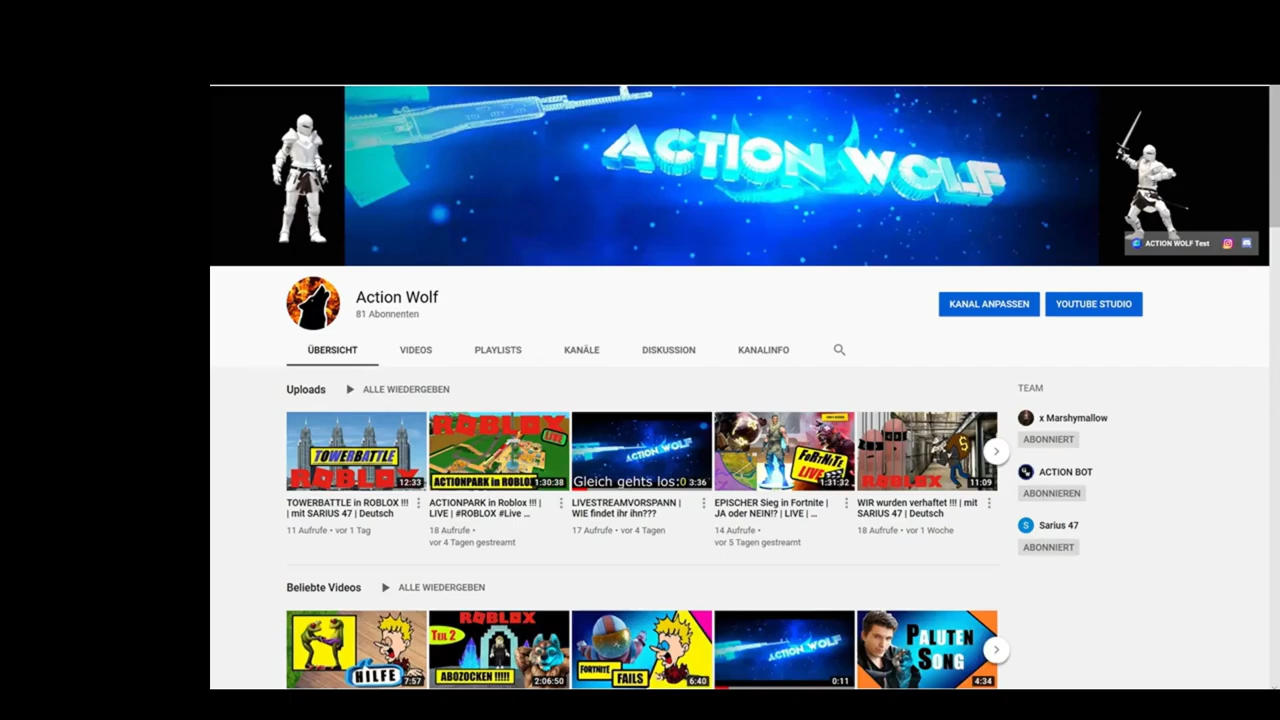 ACTION WOLF
ACTION WOLF Test
Action Wolf
81 Abonnenten
KANAL ANPASSEN
YOUTUBE STUDIO
ÜBERSICHT
VIDEOS
PLAYLISTS
KANÄLE
DISKUSSION
KANALINFO
Uploads
ALLE WIEDERGEBEN
TOWERBATTLE
ROBLOX
12:33
TOWERBATTLE in ROBLOX !!!
| mit SARIUS 47 | Deutsch
11 Aufrufe • vor 1 Tag
ROBLOX
LIVE
ACTIONPARK in ROBLOX
1:30:38
ACTIONPARK in Roblox !!! |
LIVE | #ROBLOX #Live ...
18 Aufrufe •
vor 4 Tagen gestreamt
ACTION WOLF
Gleich gehts los:0
3:36
LIVESTREAMVORSPANN |
WIE findet ihr ihn???
17 Aufrufe • vor 4 Tagen
FORTNITE
LIVE
1:31:32
EPISCHER Sieg in Fortnite |
JA oder NEIN!? | LIVE | ...
14 Aufrufe •
vor 5 Tagen gestreamt
ROBLOX
11:09
WIR wurden verhaftet !!! | mit
SARIUS 47 | Deutsch
18 Aufrufe • vor 1 Woche
TEAM
x Marshymallow
ABONNIERT
ACTION BOT
ABONNIEREN
S
Sarius 47
ABONNIERT
Beliebte Videos
ALLE WIEDERGEBEN
HILFE
7:57
ROBLOX
TEIL 2
ABOZOCKEN !!!!!
2:06:50
FORTNITE
FAILS
6:40
ACTION WOLF
0:11
PALUTEN
SONG
4:34